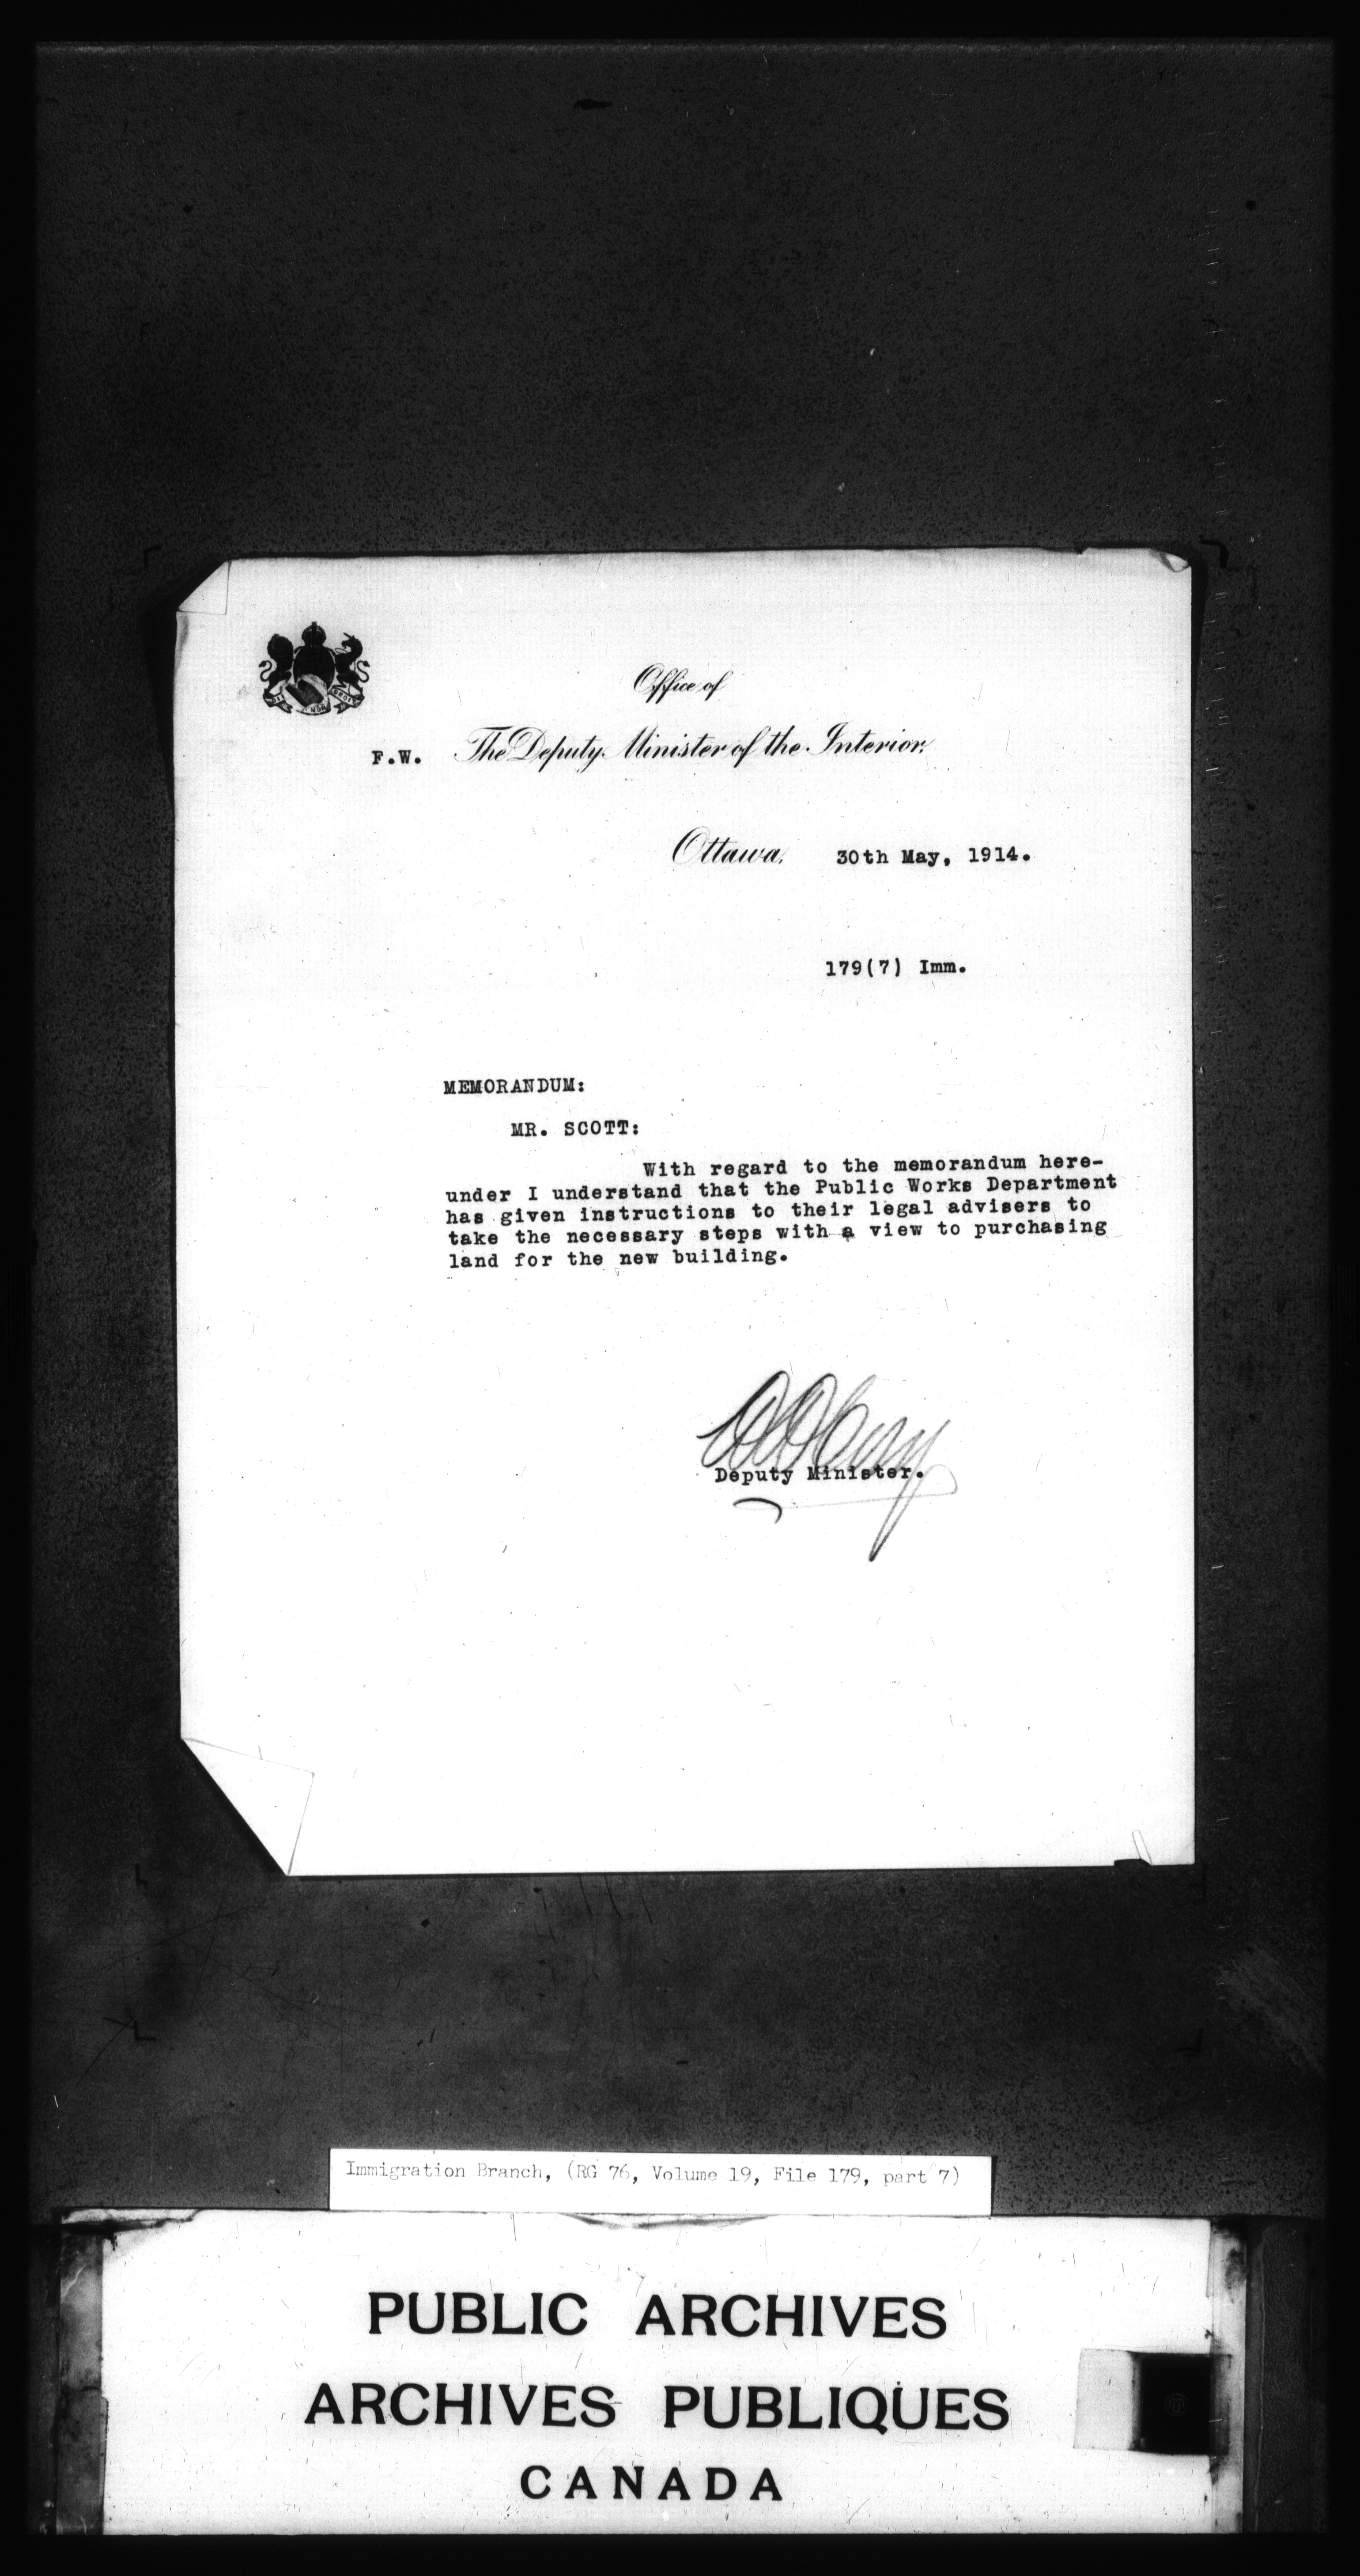 Office of
F.W. The Deputy Minister of the Interior,
Ottawa, 30th May, 1914.
179(7) Imm.
MEMORANDUM:
MR. SCOTT:
With regard to the memorandum here-
under I understand that the Public Works Department
has given instructions to their legal advisers to
take the necessary steps with a view to purchasing
land for the new building.
WWCory
Deputy Minister.
Immigration Branch, (RG 76, Volume 19, File 179, part 7)
PUBLIC ARCHIVES
ARCHIVES PUBLIQUES
CANADA